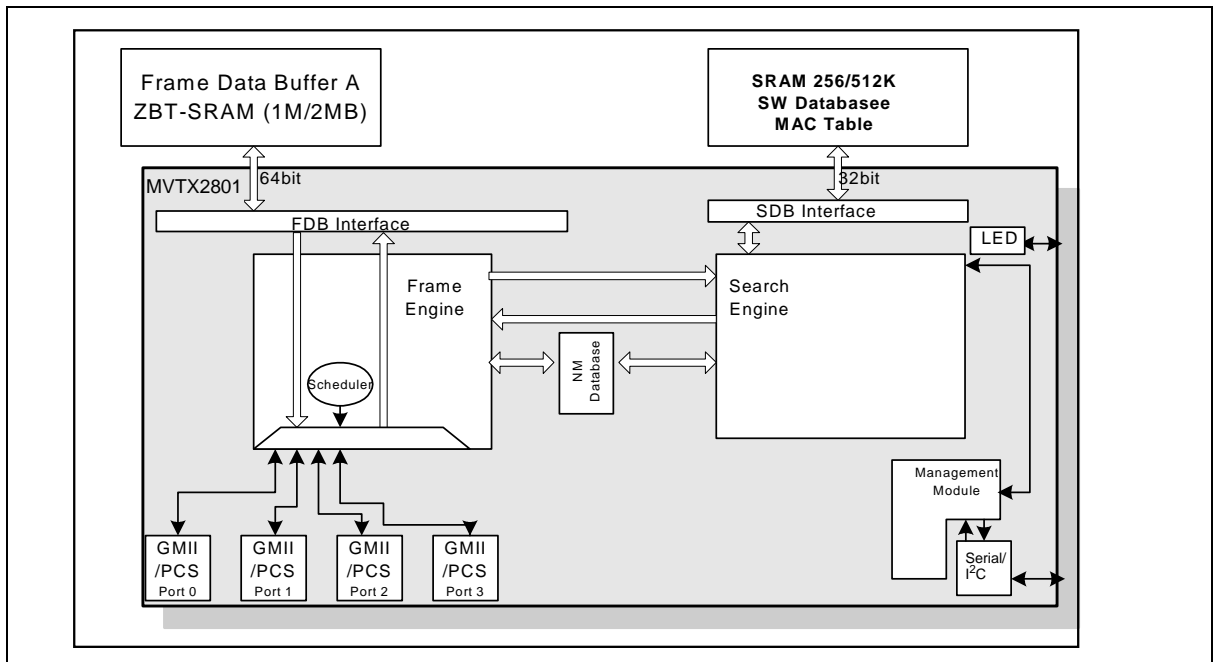 Frame Data Buffer A
ZBT-SRAM (1M/2MB)
SRAM 256/512K
SW Databasee
MAC Table
MVTX2801
64bit
32bit
FDB Interface
SDB Interface
LED
Frame
Engine
Search
Engine
NM
Database
Scheduler
Management
Module
GMII
/PCS
Port 0
GMII
/PCS
Port 1
GMII
/PCS
Port 2
GMII
/PCS
Port 3
Serial/
I²C